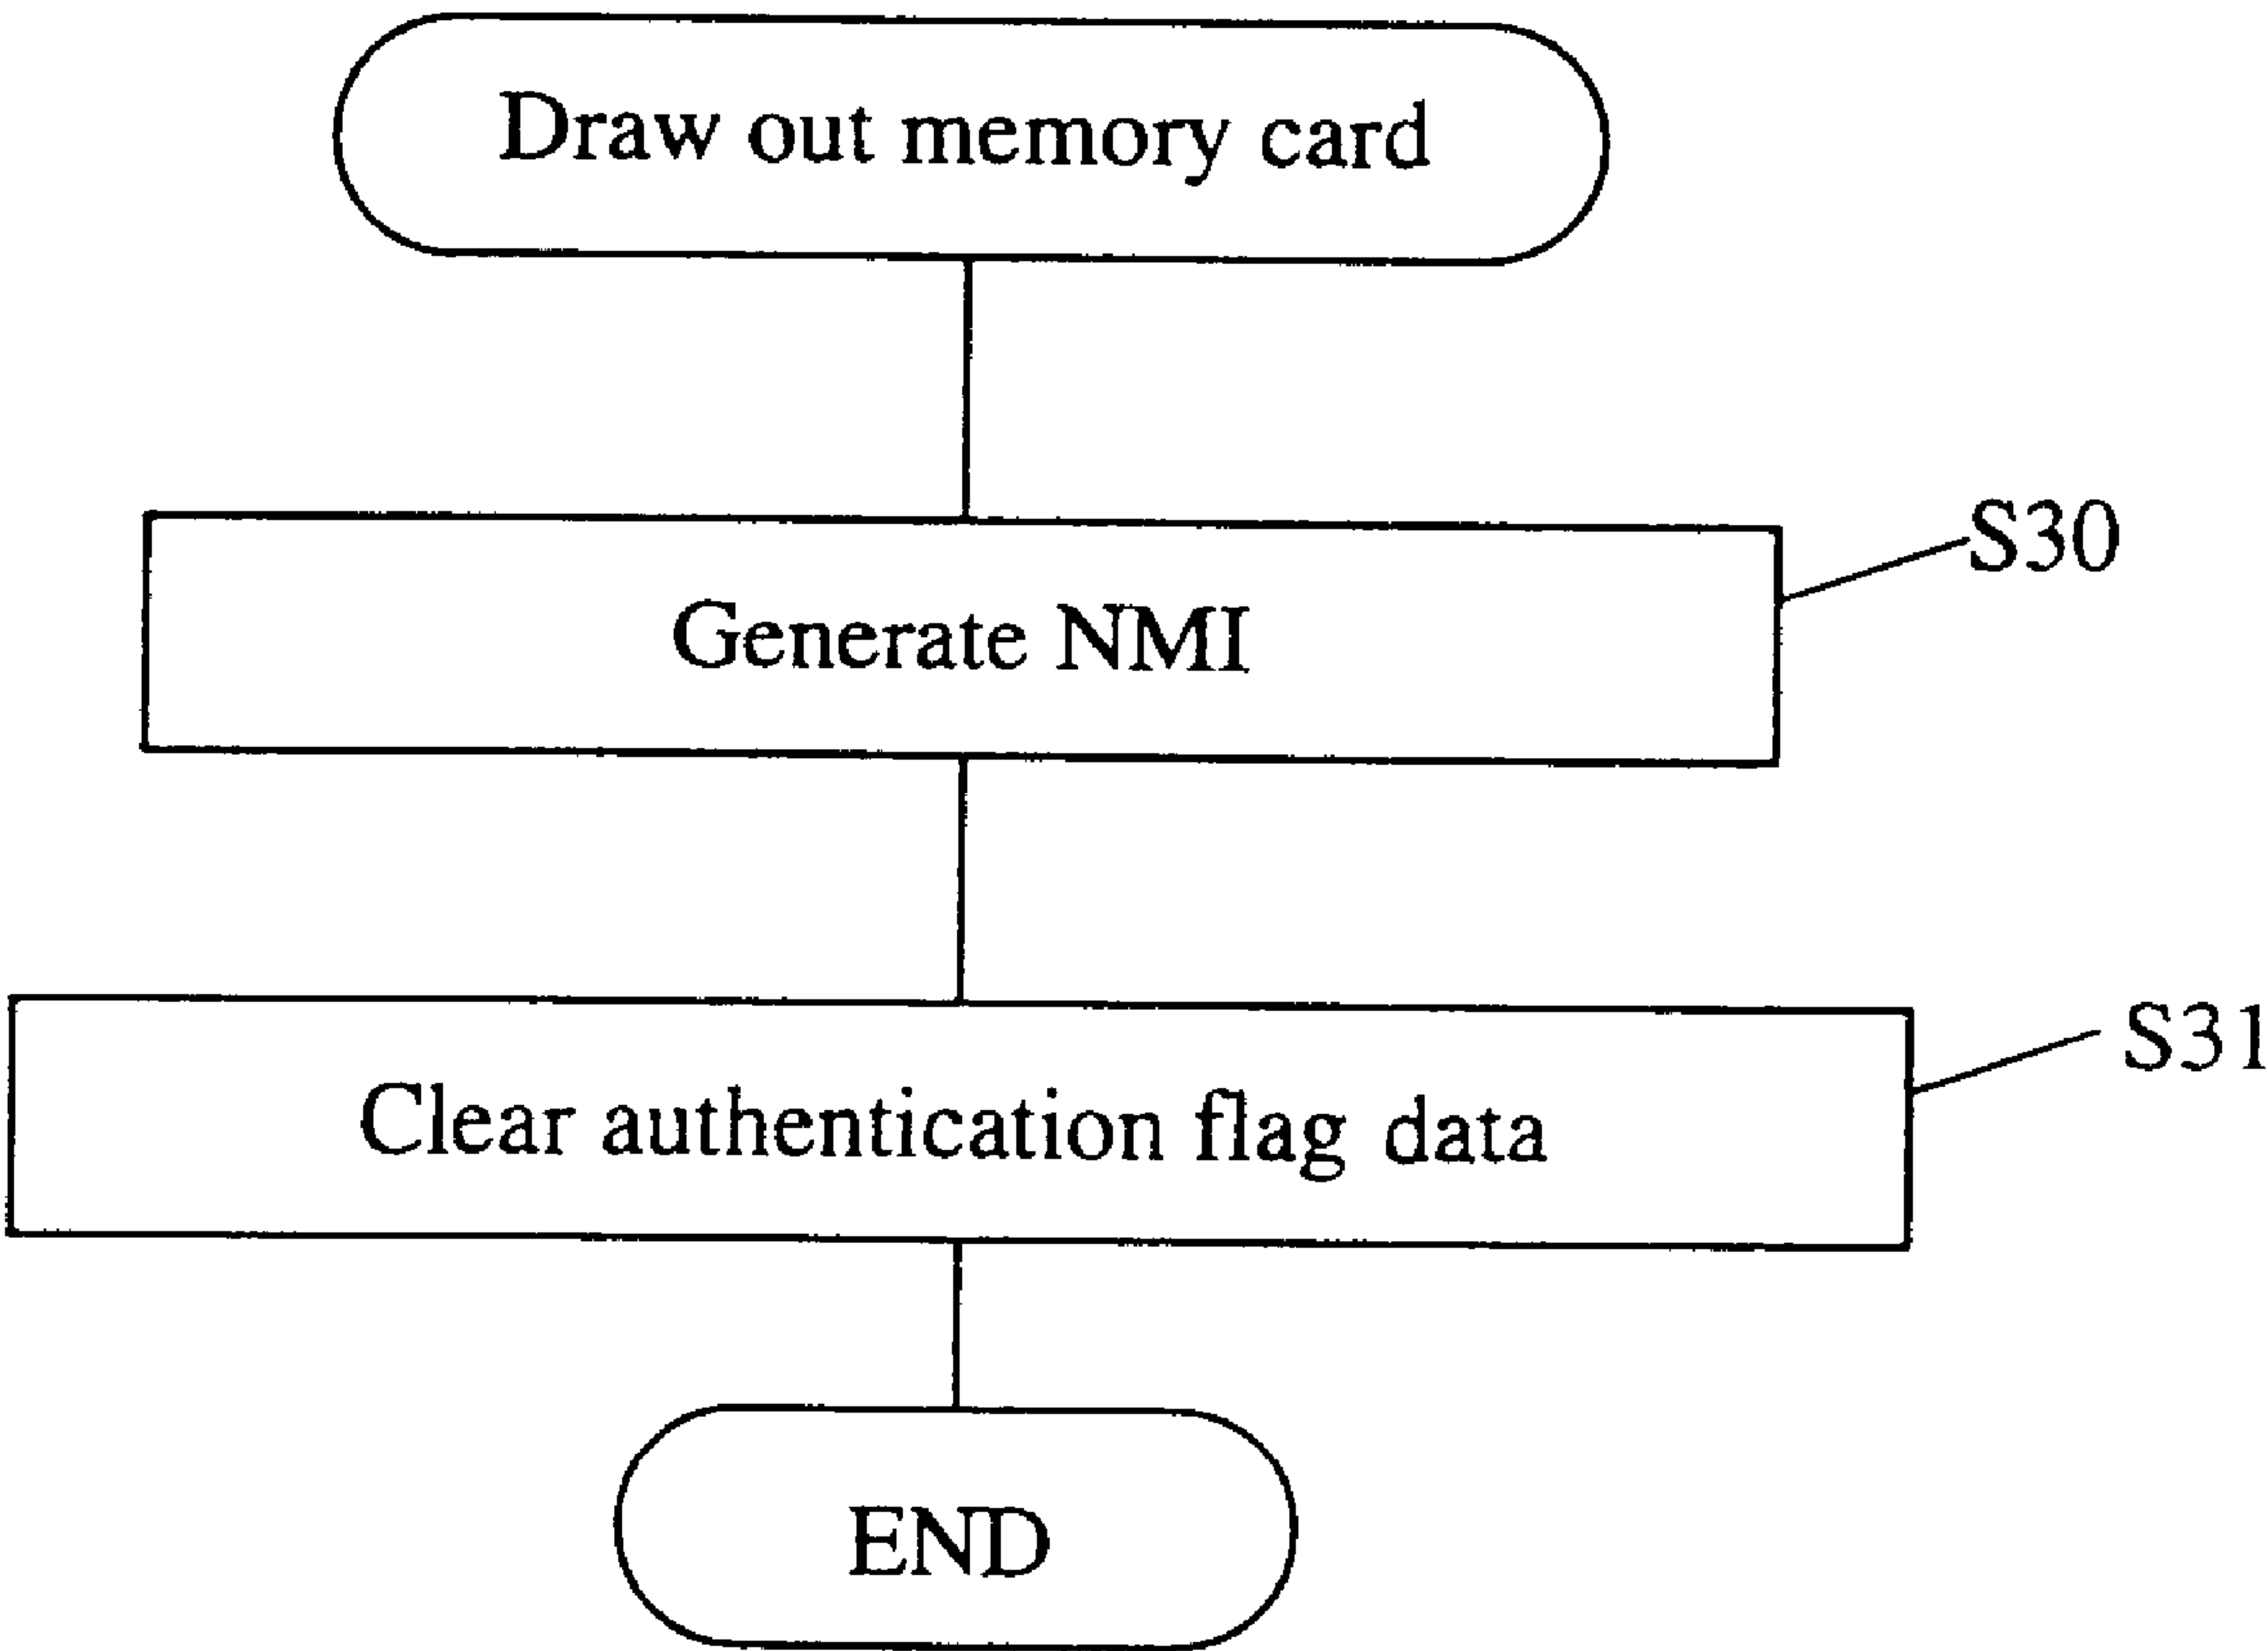 Draw out memory card
S30
Generate NMI
S31
Clear authentication flag data
END